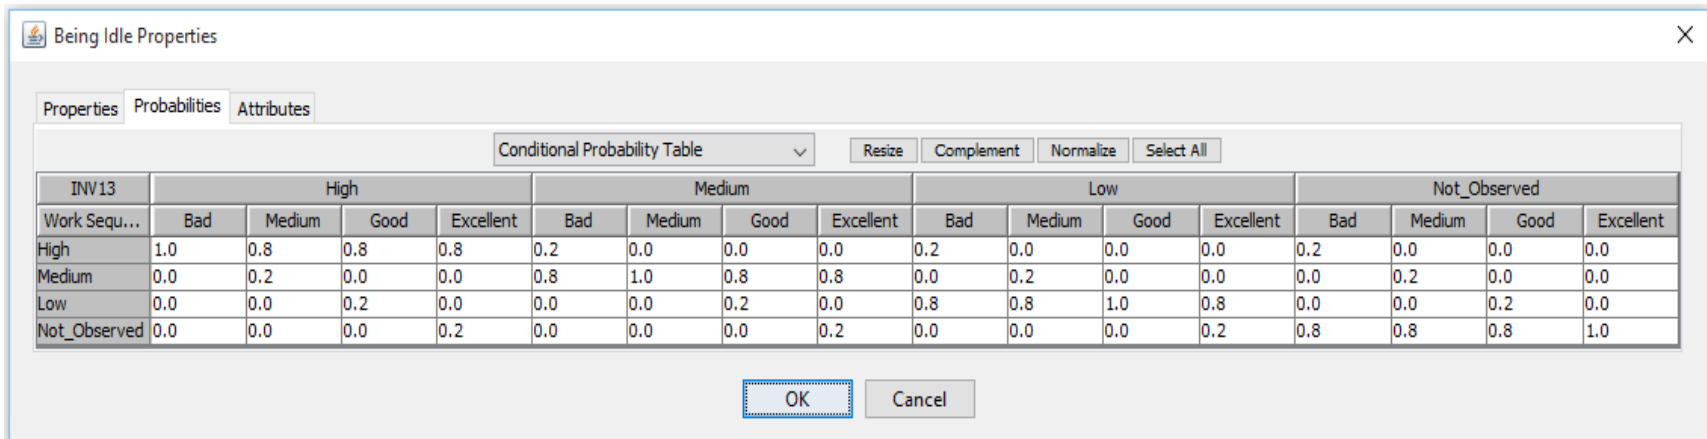 Being Idle Properties
Properties Probabilities Attributes
Conditional Probability Table Resize Complement Normalize Select All
INV13 High Medium Low Not_Observed
Work Sequ... Bad Medium Good Excellent Bad Medium Good Excellent Bad Medium Good Excellent Bad Medium Good Excellent
High 1.0 0.8 0.8 0.8 0.2 0.0 0.0 0.0 0.2 0.0 0.0 0.0 0.2 0.0 0.0 0.0
Medium 0.0 0.2 0.0 0.0 0.8 1.0 0.8 0.8 0.0 0.2 0.0 0.0 0.0 0.2 0.0 0.0
Low 0.0 0.0 0.2 0.0 0.0 0.0 0.2 0.0 0.8 0.8 1.0 0.8 0.0 0.0 0.2 0.0
Not_Observed 0.0 0.0 0.0 0.2 0.0 0.0 0.0 0.2 0.0 0.0 0.0 0.2 0.8 0.8 0.8 1.0
OK Cancel